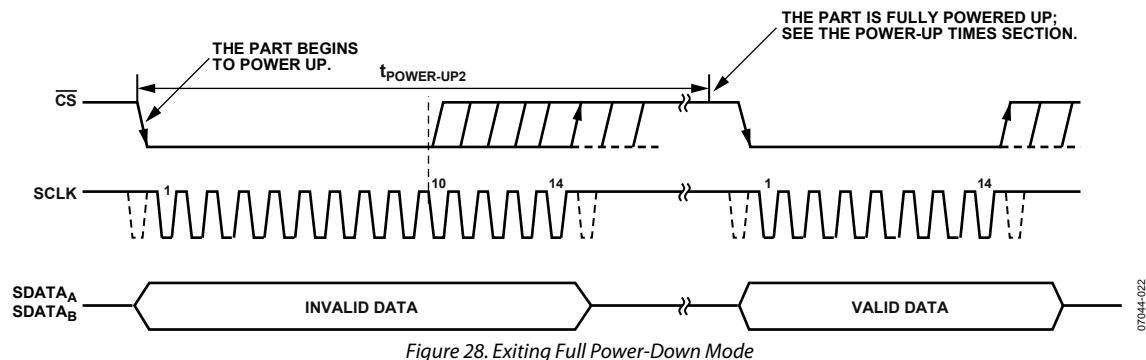 THE PART BEGINS
TO POWER UP.
tPOWER-UP2
THE PART IS FULLY POWERED UP;
SEE THE POWER-UP TIMES SECTION.
CS
SCLK
1
10
14
1
14
SDATAA
SDATAB
INVALID DATA
VALID DATA
07044-022
Figure 28. Exiting Full Power-Down Mode